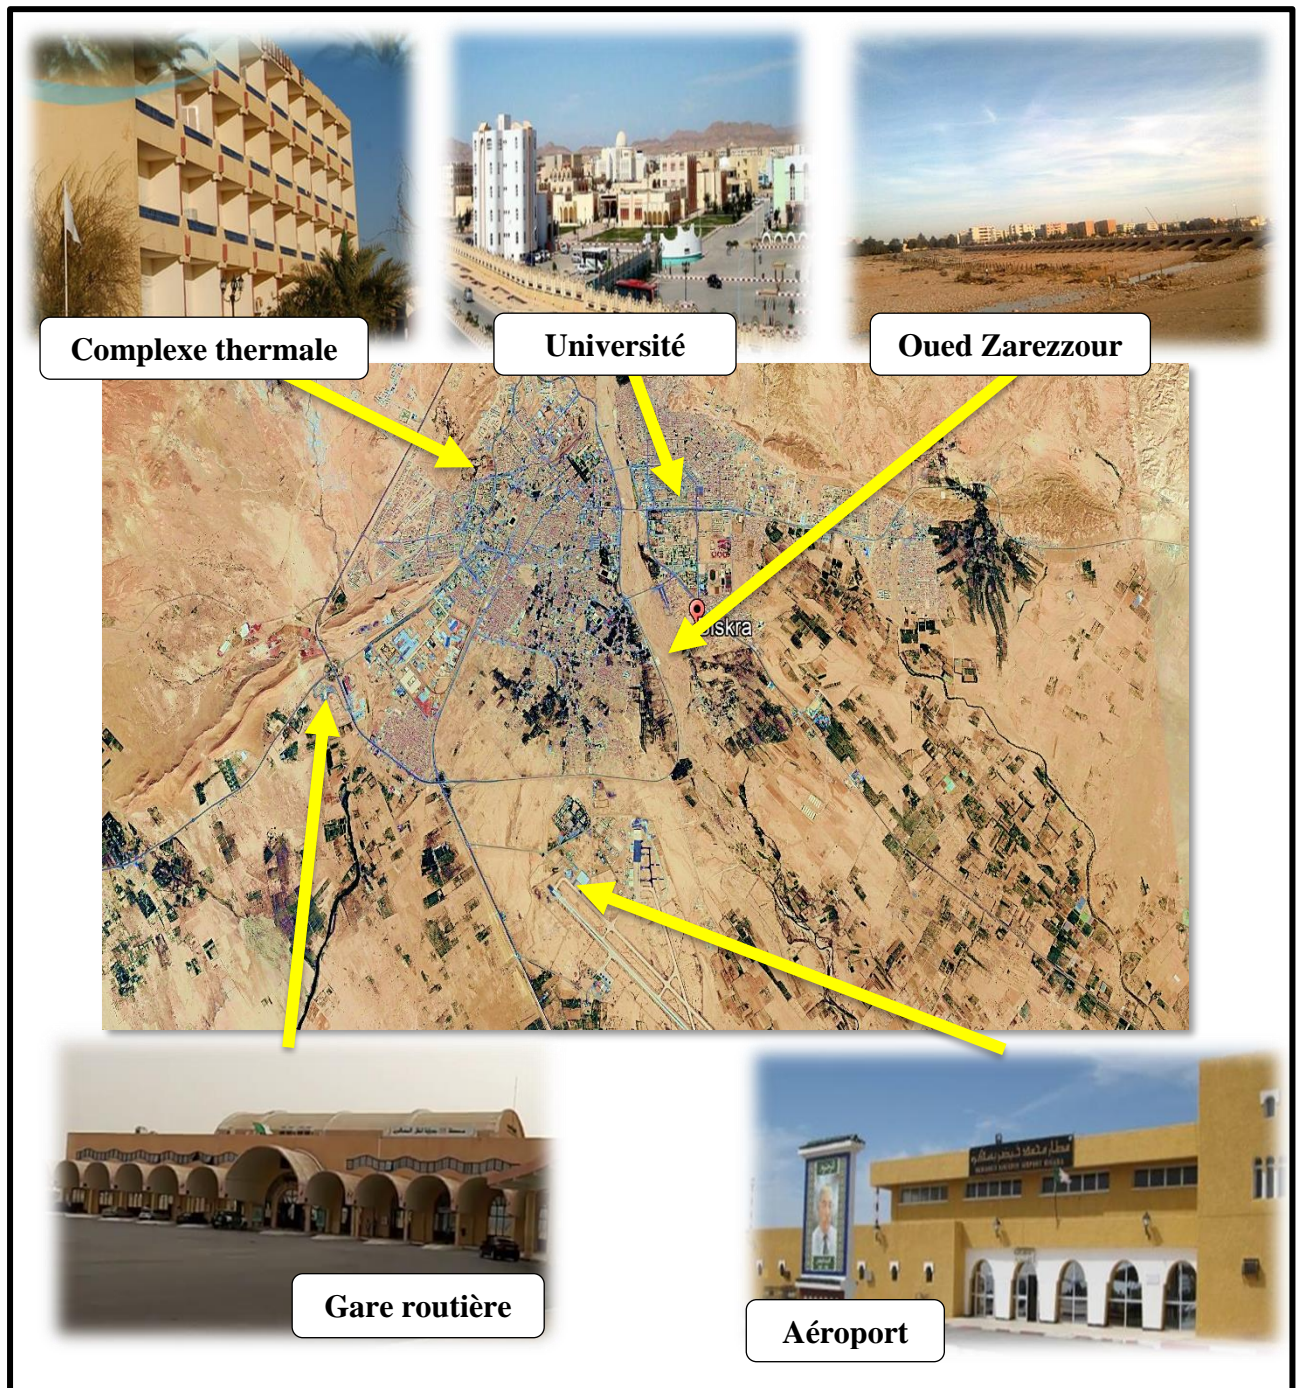 Complexe thermale
Université
Oued Zarezzour
Biskra
Gare routière
Aéroport